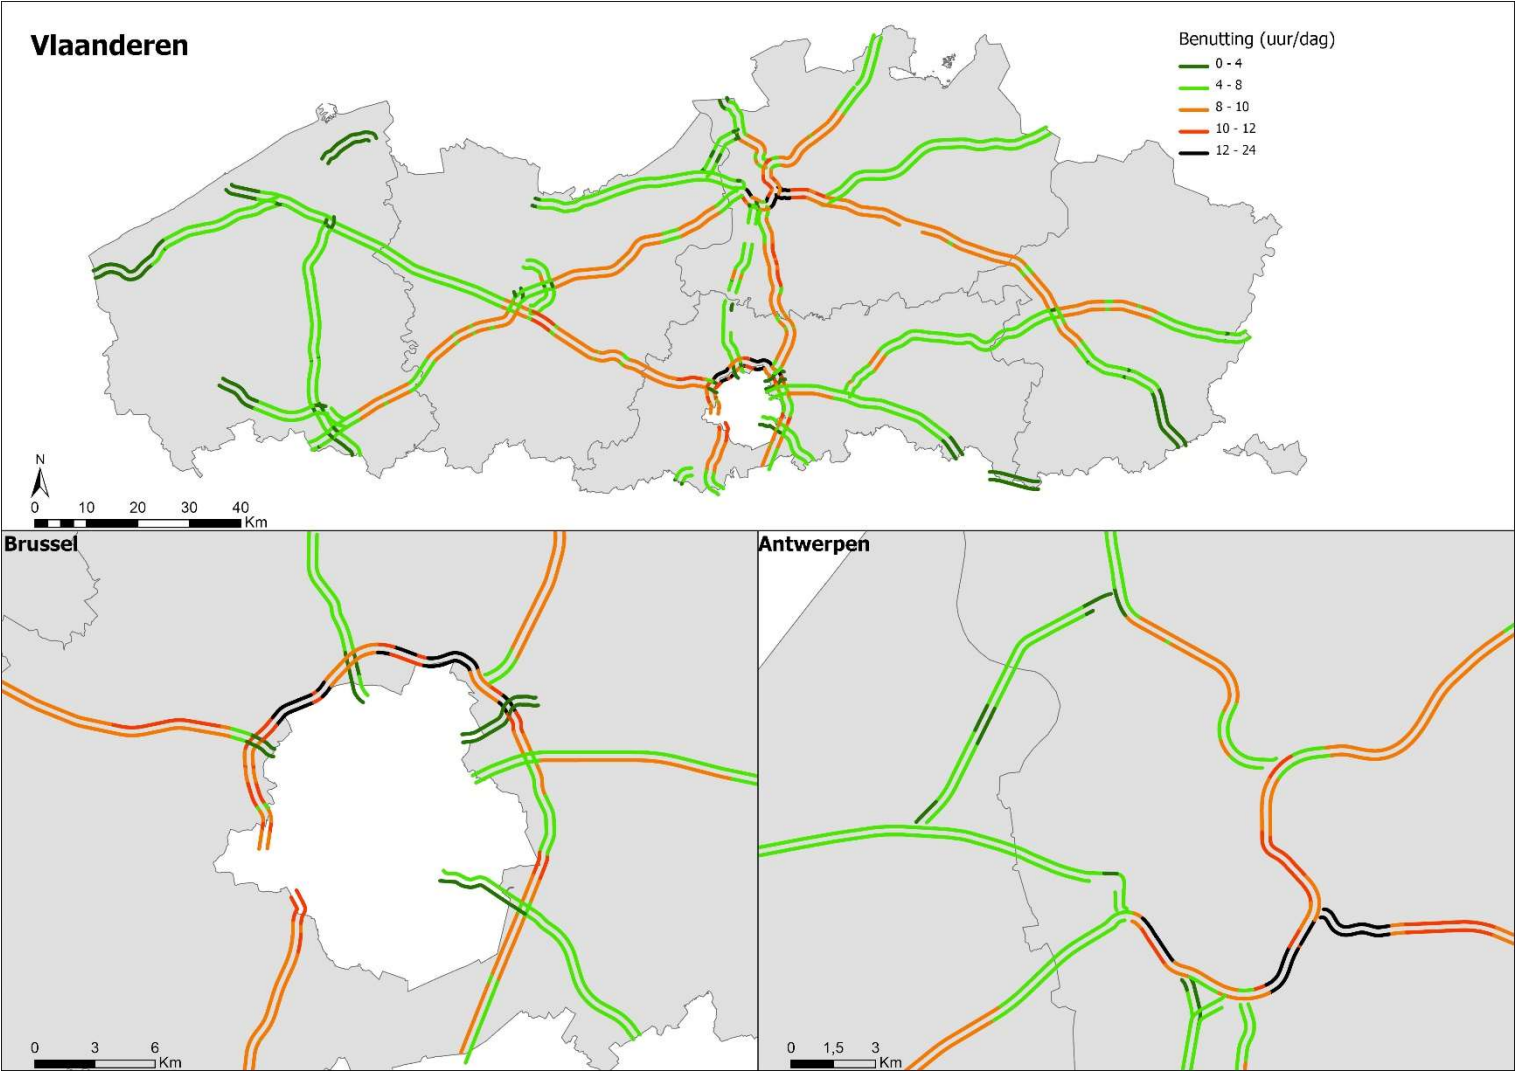 Vlaanderen
Benutting (uur/dag)
0 - 4
4 - 8
8 - 10
10 - 12
12 - 24
N
0 10 20 30 40
Km
Brussel
0 3 6
Km
Antwerpen
0 1,5 3
Km